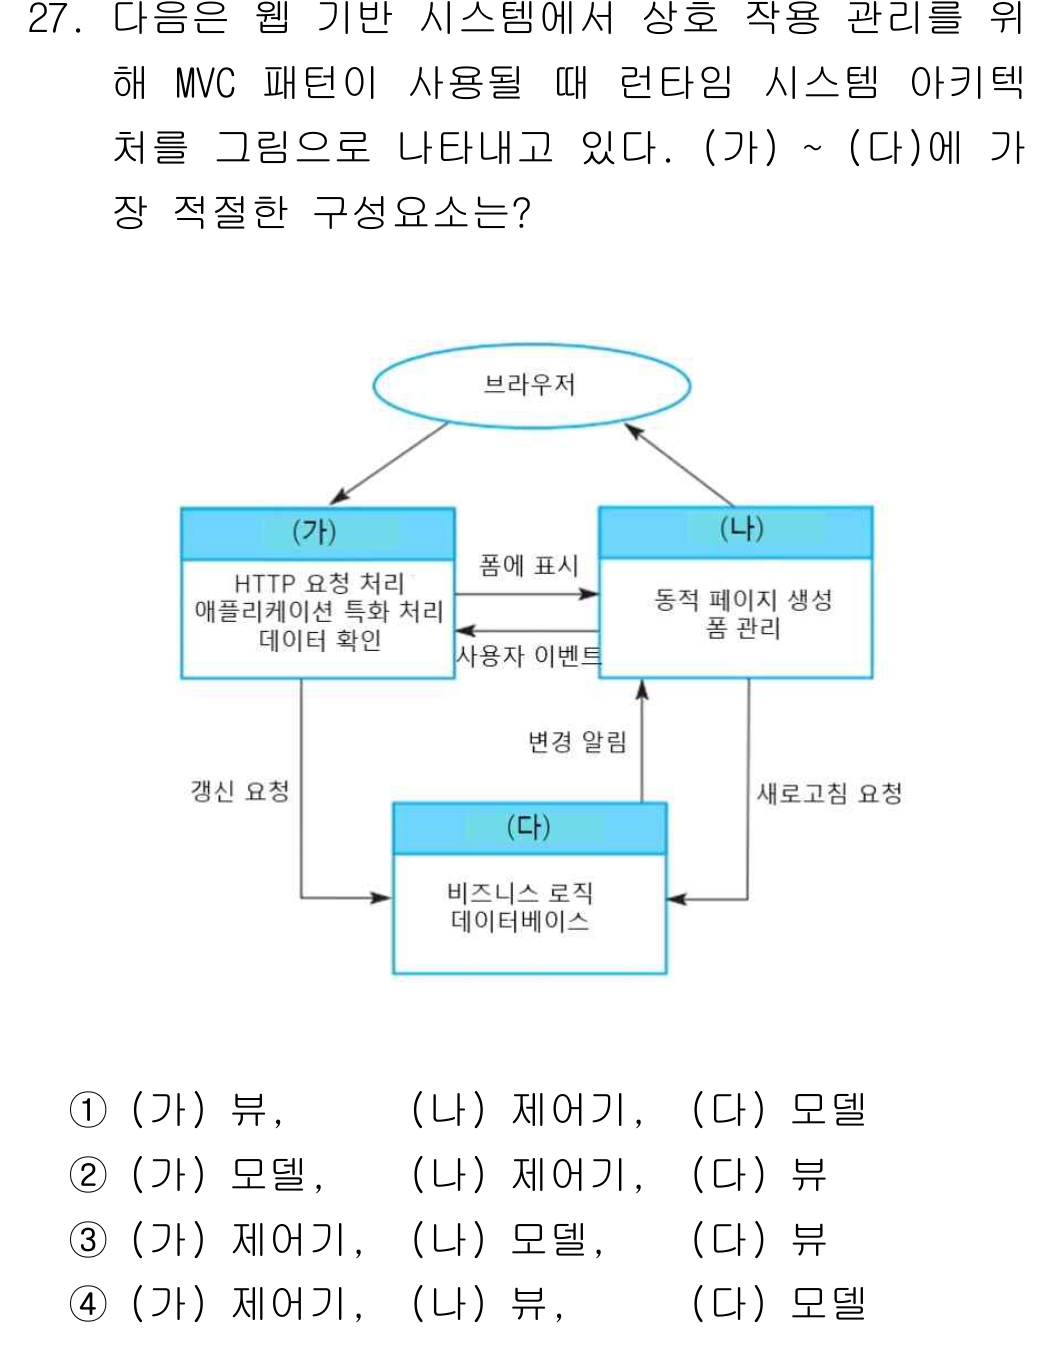 27. 다음은 웹 기반 시스템에서 상호 작용 관리를 위
해 MVC 패턴이 사용될 때 런타임 시스템 아키텍
처를 그림으로 나타내고 있다. (가) ~ (다)에 가
장 적절한 구성요소는?
브라우저
(가)
HTTP 요청 처리
애플리케이션 특화 처리
데이터 확인
폼에 표시
사용자 이벤트
(나)
동적 페이지 생성
폼 관리
변경 알림
갱신 요청
새로고침 요청
(다)
비즈니스 로직
데이터베이스
① (가) 뷰, (나) 제어기, (다) 모델
② (가) 모델, (나) 제어기, (다) 뷰
③ (가) 제어기, (나) 모델, (다) 뷰
④ (가) 제어기, (나) 뷰, (다) 모델